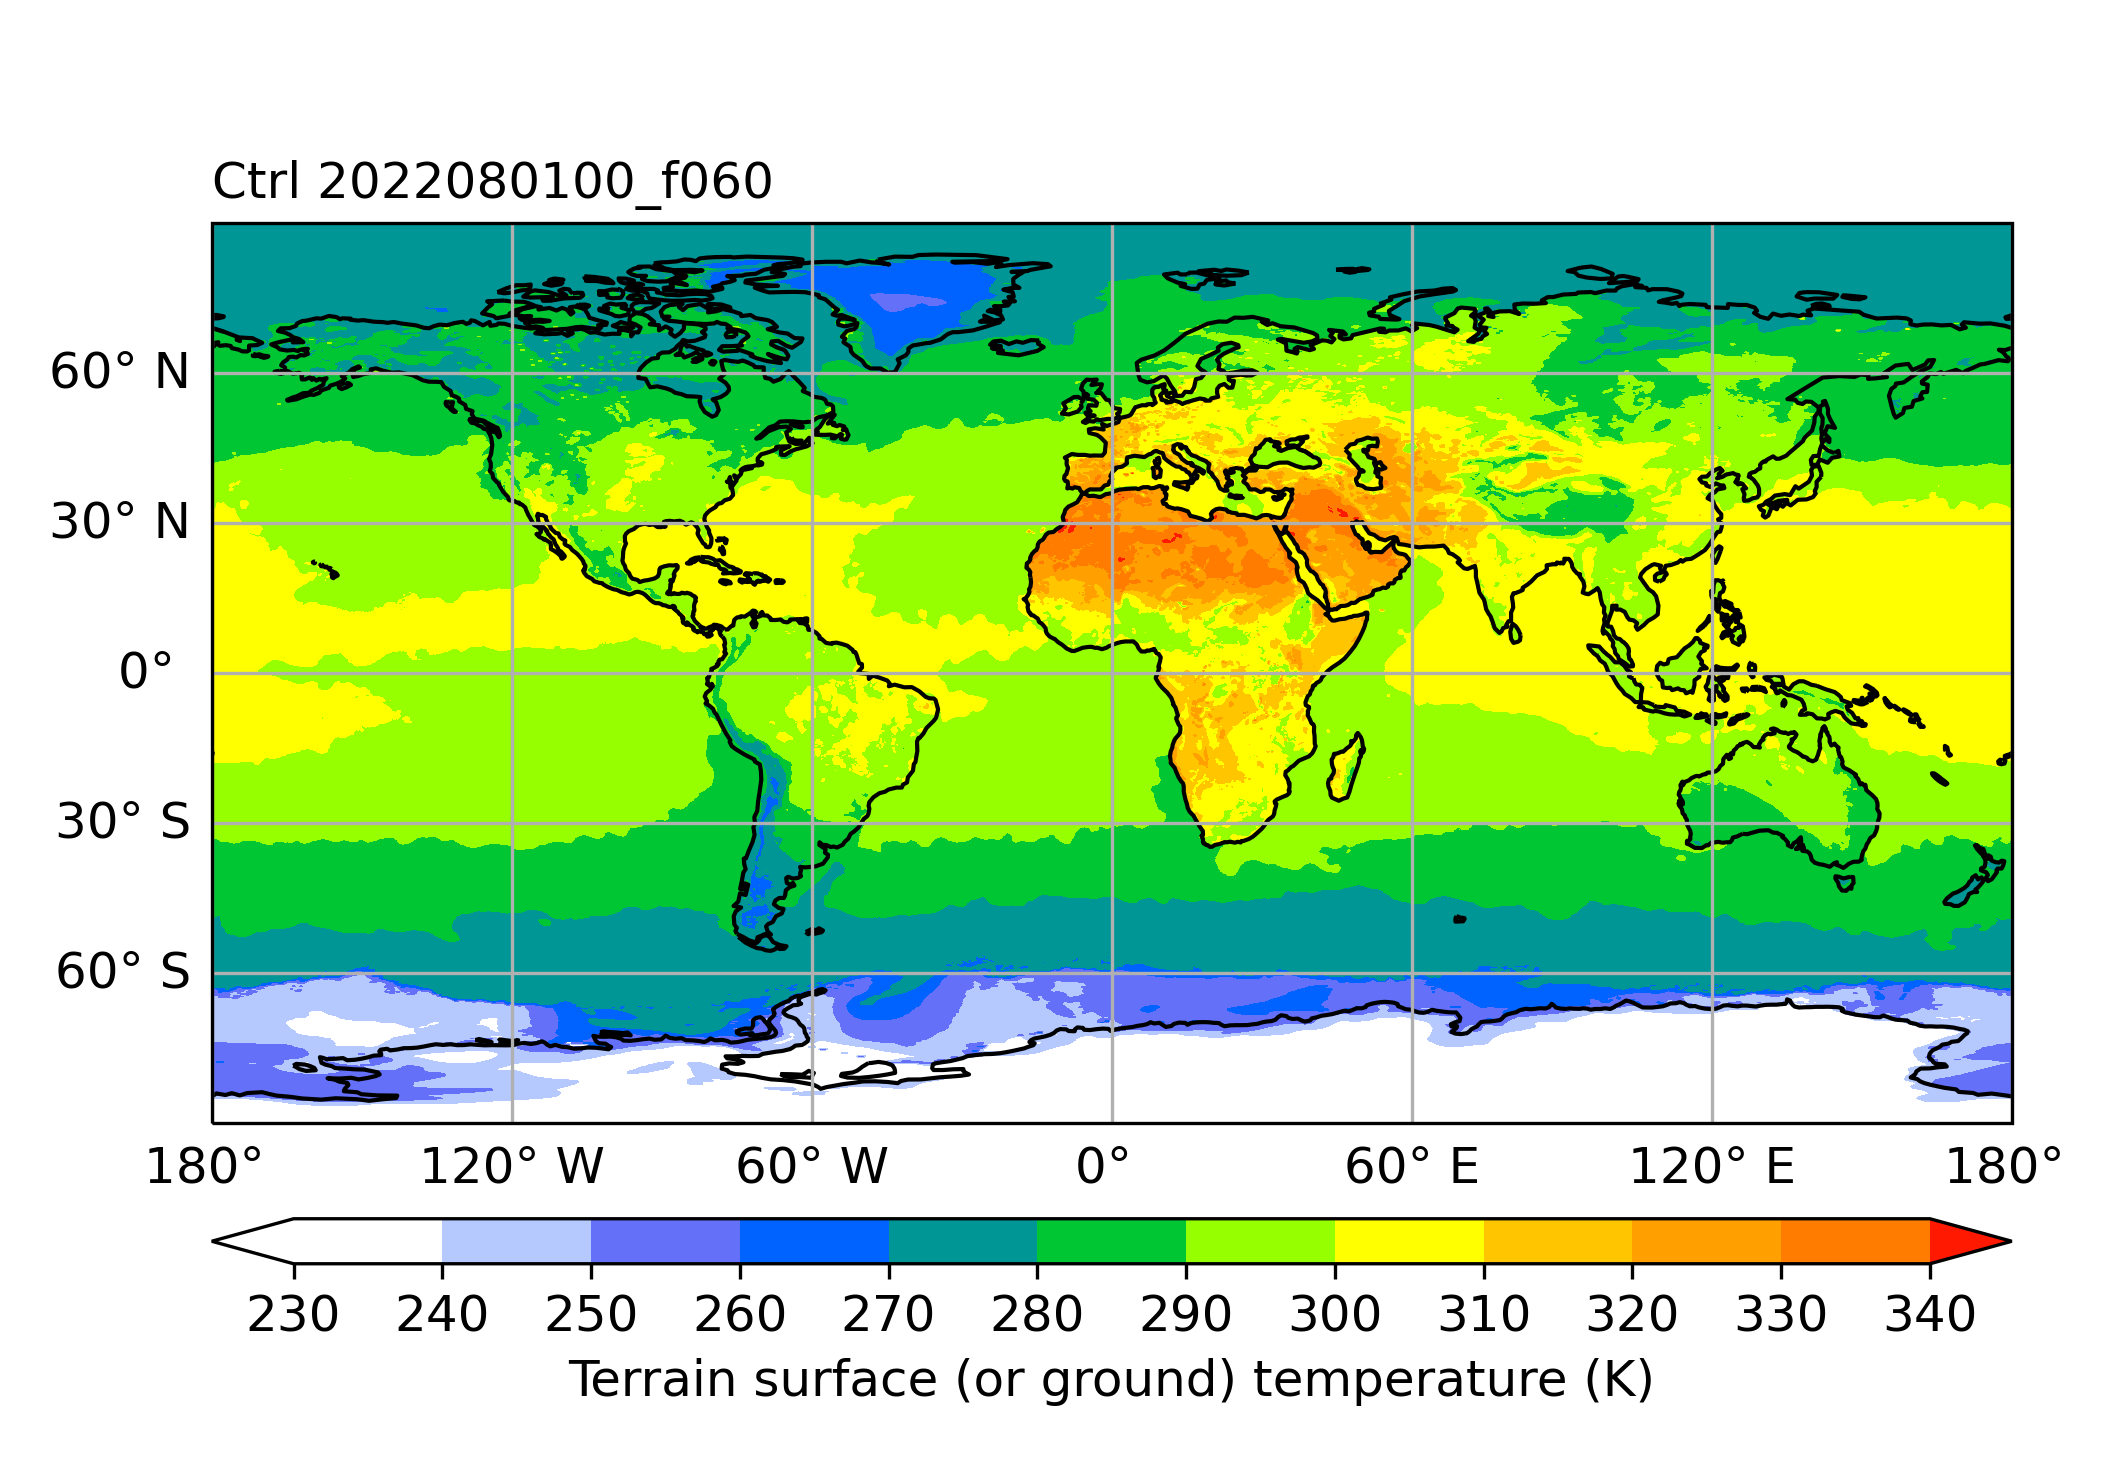 Ctrl 2022080100_f060
60° N
30° N
0°
30° S
60° S
180° 120° W 60° W 0° 60° E 120° E 180°
230 240 250 260 270 280 290 300 310 320 330 340
Terrain surface (or ground) temperature (K)